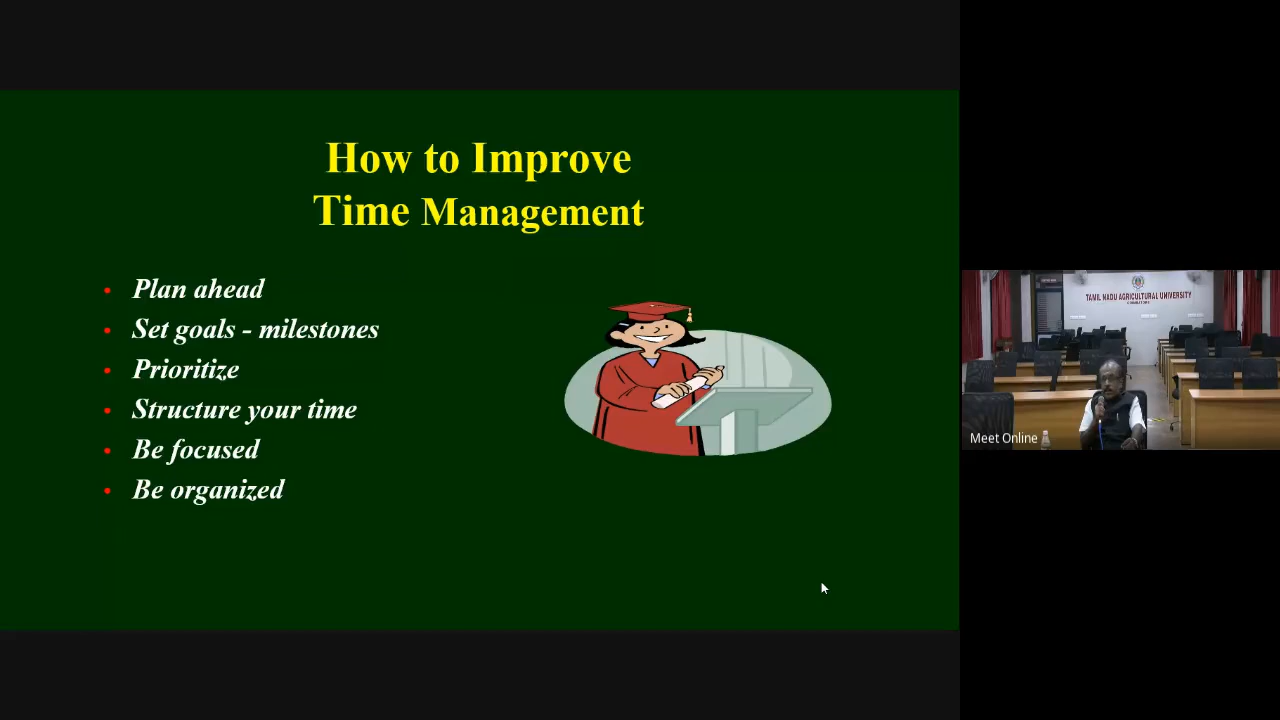 How to Improve
Time Management
• Plan ahead
• Set goals - milestones
• Prioritize
• Structure your time
• Be focused
• Be organized
TAMIL NADU AGRICULTURAL UNIVERSITY
Meet Online